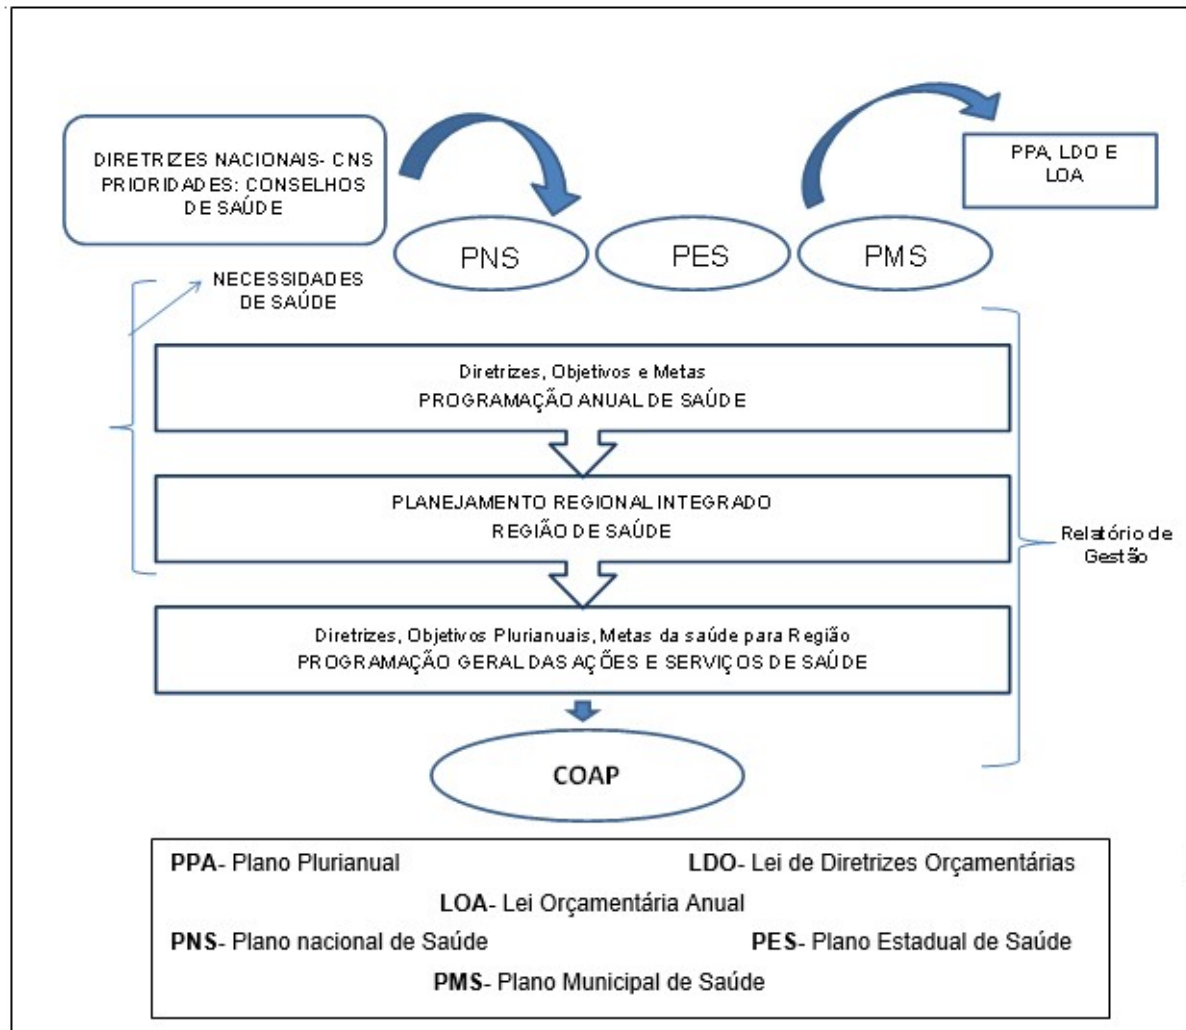 DIRETRIZES NACIONAIS- CNS
PRIORIDADES: CONSELHOS
DE SAÚDE
PPA, LDO E
LOA
PNS
PES
PMS
NECESSIDADES
DE SAÚDE
Diretrizes, Objetivos e Metas
PROGRAMAÇÃO ANUAL DE SAÚDE
PLANEJAMENTO REGIONAL INTEGRADO
REGIÃO DE SAÚDE
Relatório de
Gestão
Diretrizes, Objetivos Plurianuais, Metas da saúde para Região
PROGRAMAÇÃO GERAL DAS AÇÕES E SERVIÇOS DE SAÚDE
COAP
PPA- Plano Plurianual LDO- Lei de Diretrizes Orçamentárias
LOA- Lei Orçamentária Anual
PNS- Plano nacional de Saúde PES- Plano Estadual de Saúde
PMS- Plano Municipal de Saúde